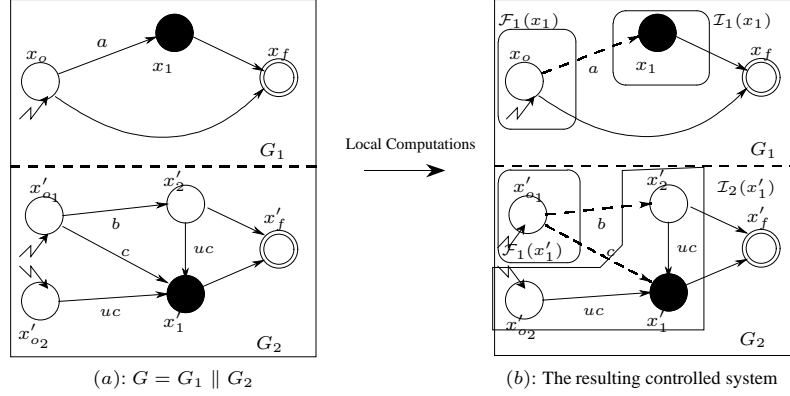 x_o
a
x_1
x_f
G_1
x'_{o_1}
x'_2
b
c
uc
x'_f
x'_{o_2}
uc
x'_1
G_2
(a): G = G_1 ∥ G_2
Local Computations
F_1(x_1)
I_1(x_1)
x_o
a
x_1
x_f
G_1
x'_{o_1}
x'_2
I_2(x'_1)
b
uc
x'_f
F_1(x'_1)
c
x'_{o_2}
uc
x'_1
G_2
(b): The resulting controlled system